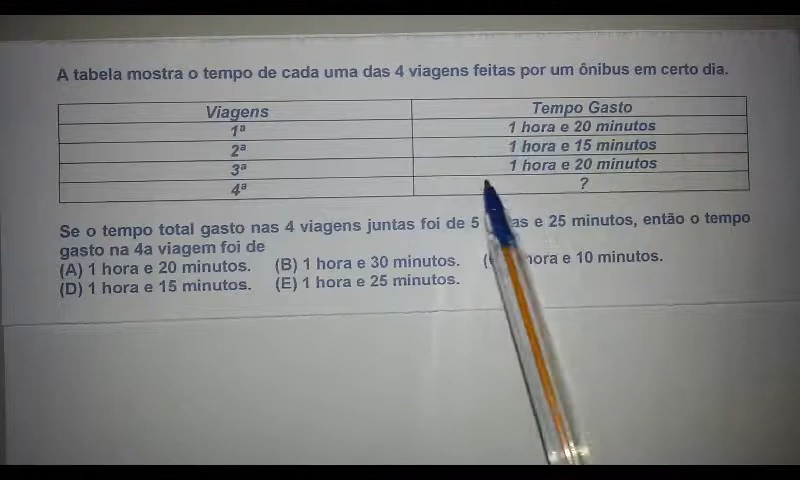 A tabela mostra o tempo de cada uma das 4 viagens feitas por um ônibus em certo dia.
Viagens Tempo Gasto
1ª 1 hora e 20 minutos
2ª 1 hora e 15 minutos
3ª 1 hora e 20 minutos
4ª ?
Se o tempo total gasto nas 4 viagens juntas foi de 5 e 25 minutos, então o tempo
gasto na 4a viagem foi de
(A) 1 hora e 20 minutos. (B) 1 hora e 30 minutos. hora e 10 minutos.
(D) 1 hora e 15 minutos. (E) 1 hora e 25 minutos.